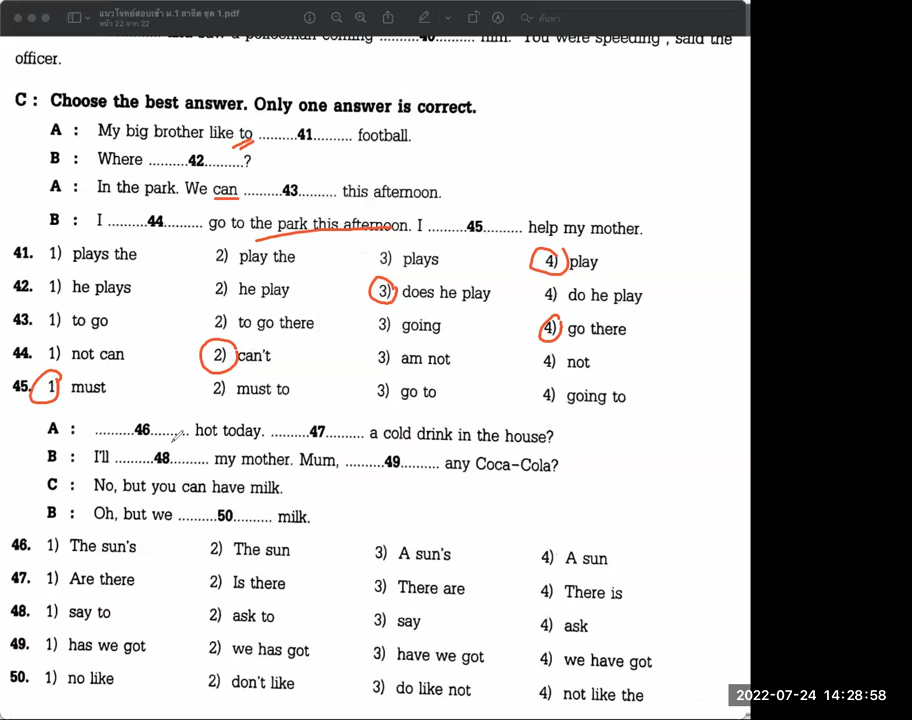 แนวโจทย์สอบเข้า ม.1 สาธิต ชุด 1.pdf
หน้า 22 จาก 22
ค้นหา
and saw a policeman coming ..........40.......... him. "You were speeding", said the
officer.
C : Choose the best answer. Only one answer is correct.
A : My big brother like to ..........41.......... football.
B : Where ..........42..........?
A : In the park. We can ..........43.......... this afternoon.
B : I ..........44.......... go to the park this afternoon. I ..........45.......... help my mother.
41. 1) plays the 2) play the 3) plays 4) play
42. 1) he plays 2) he play 3) does he play 4) do he play
43. 1) to go 2) to go there 3) going 4) go there
44. 1) not can 2) can't 3) am not 4) not
45. 1) must 2) must to 3) go to 4) going to
A : ..........46.......... hot today. ..........47.......... a cold drink in the house?
B : I'll ..........48.......... my mother. Mum, ..........49.......... any Coca-Cola?
C : No, but you can have milk.
B : Oh, but we ..........50.......... milk.
46. 1) The sun's 2) The sun 3) A sun's 4) A sun
47. 1) Are there 2) Is there 3) There are 4) There is
48. 1) say to 2) ask to 3) say 4) ask
49. 1) has we got 2) we has got 3) have we got 4) we have got
50. 1) no like 2) don't like 3) do like not 4) not like the
2022-07-24 14:28:58